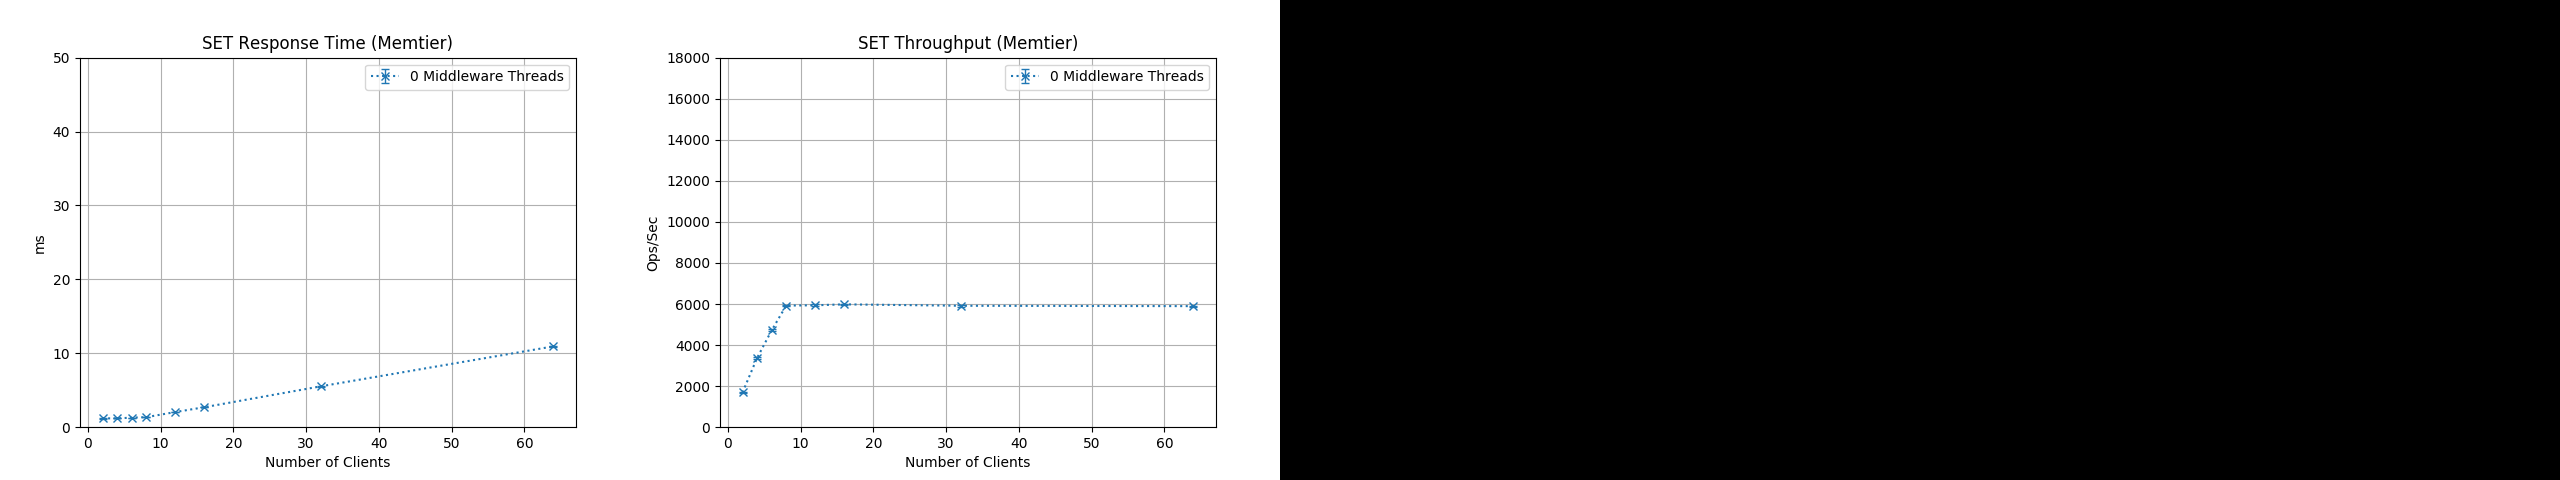 SET Response Time (Memtier)
50
40
30
20
10
0
ms
0 Middleware Threads
0 10 20 30 40 50 60
Number of Clients
SET Throughput (Memtier)
18000
16000
14000
12000
10000
8000
6000
4000
2000
0
Ops/Sec
0 Middleware Threads
0 10 20 30 40 50 60
Number of Clients